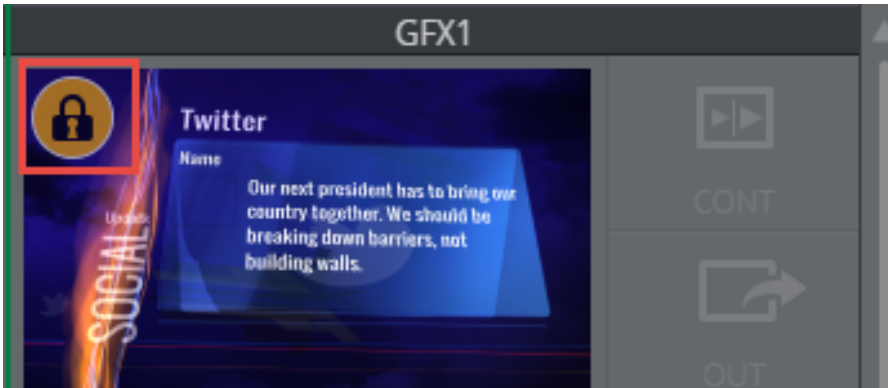 GFX1
Twitter
Name
Our next president has to bring our
country together. We should be
breaking down barriers, not
building walls.
Update
SOCIAL
CONT
OUT